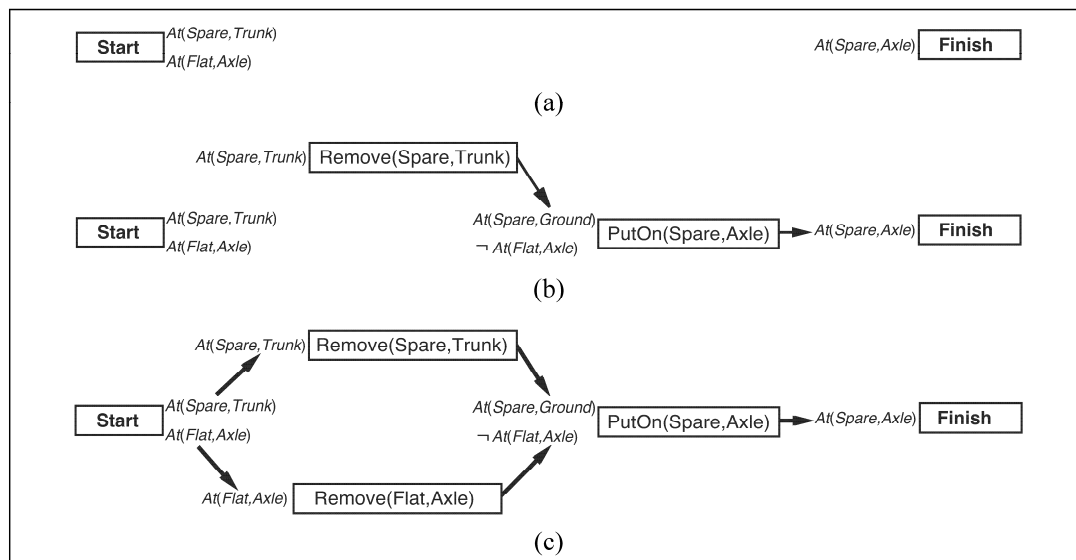 At(Spare,Trunk)
Start
At(Flat,Axle)
At(Spare,Axle) Finish
(a)
At(Spare,Trunk) Remove(Spare,Trunk)
At(Spare,Trunk)
Start
At(Flat,Axle)
At(Spare,Ground)
¬ At(Flat,Axlc)
PutOn(Spare,Axle)
At(Spare,Axle) Finish
(b)
At(Spare,Trunk) Remove(Spare,Trunk)
At(Spare,Trunk)
Start
At(Flat,Axle)
At(Spare,Ground)
¬ At(Flat,Axle)
PutOn(Spare,Axle)
At(Spare,Axle) Finish
At(Flat,Axle) Remove(Flat,Axle)
(c)